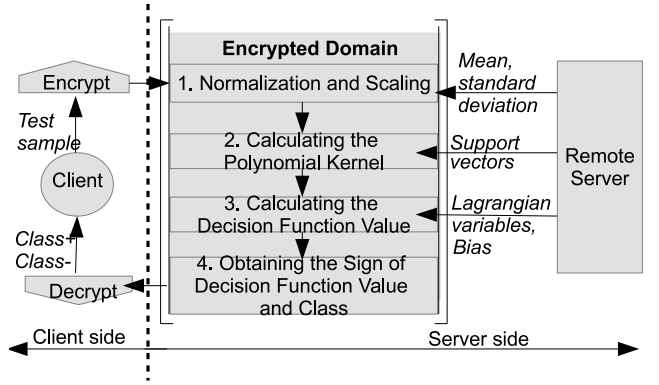 Encrypted Domain
1. Normalization and Scaling
2. Calculating the
Polynomial Kernel
3. Calculating the
Decision Function Value
4. Obtaining the Sign of
Decision Function Value
and Class
Encrypt
Test
sample
Client
Class+
Class-
Decrypt
Mean,
standard
deviation
Support
vectors
Lagrangian
variables,
Bias
Remote
Server
Client side
Server side